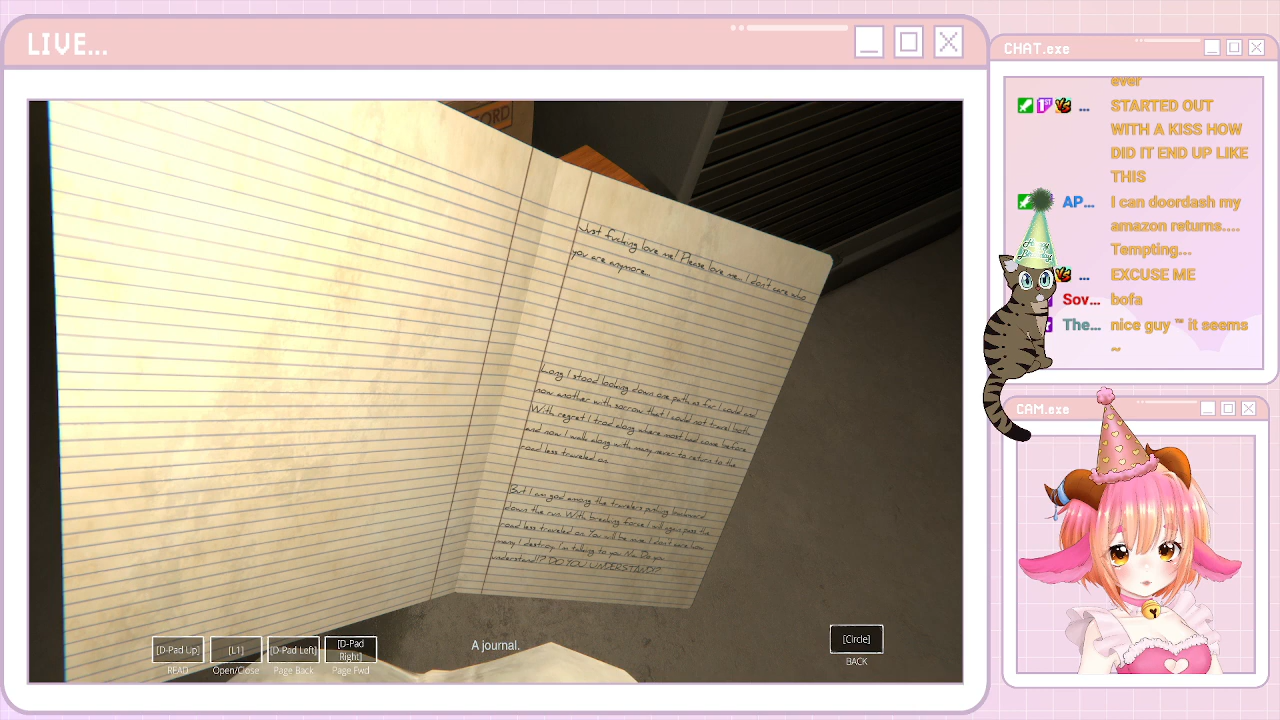 LIVE...
CHAT.exe
ever
... STARTED OUT
WITH A KISS HOW
DID IT END UP LIKE
THIS
AP... I can doordash my
amazon returns....
Tempting...
... EXCUSE ME
Sov... bofa
The... nice guy ™ it seems
~
CAM.exe
ORD
Just fucking love me! Please love me. I don't care who
you are anymore...
Long I stood looking down one path as far I could and
now another with sorrow that I could not travel both
With regret I trod along where most had come before
and now I walk along with many never to return to the
road less traveled on
But I am god among the travelers pushing backward
down the run. With breaking force I will again pass the
road less traveled on. You will be mine I don't care how
many I destroy. I'm talking to you Do you
understand!? DO YOU UNDERSTAND?
[D-Pad Up] [L1] [D-Pad Left] [D-Pad
Right]
READ Open/Close Page Back Page Fwd
A journal.
[Circle]
BACK